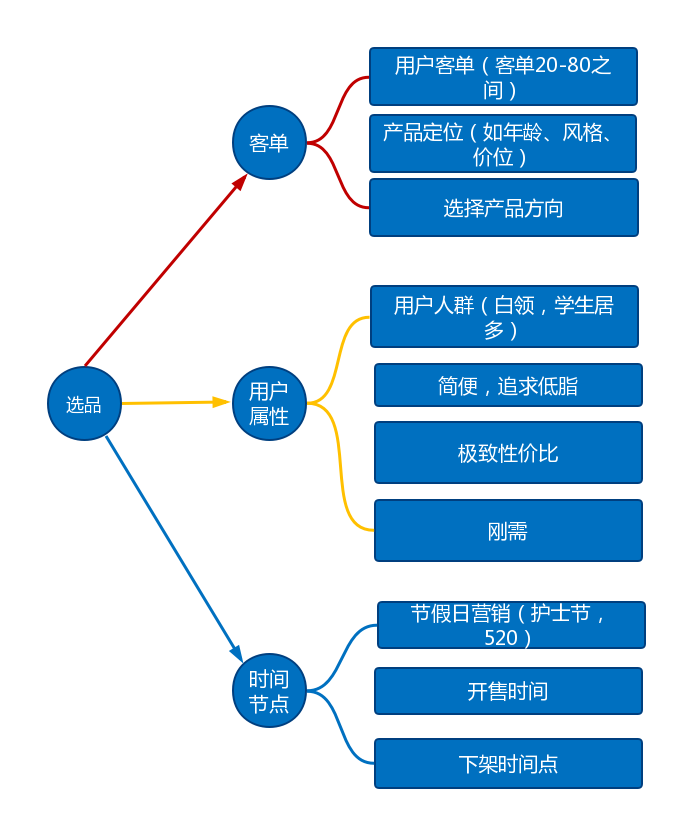 用户客单（客单20-80之
间）
客单
产品定位（如年龄、风格、
价位）
选择产品方向
用户人群（白领，学生居
多）
简便，追求低脂
选品
用户
属性
极致性价比
刚需
节假日营销（护士节，
520）
时间
节点
开售时间
下架时间点